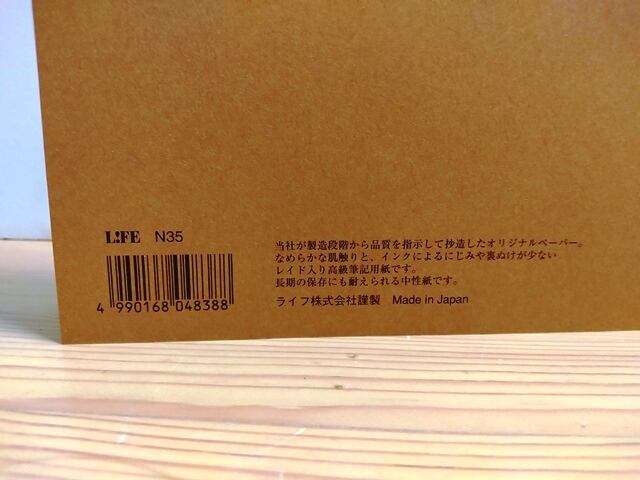 L!FE N35
4 990168 048388
当社が製造段階から品質を指示して抄造したオリジナルペーパー。
なめらかな肌触りと、インクによるにじみや裏ぬけが少ない
レイド入り高級筆記用紙です。
長期の保存にも耐えられる中性紙です。
ライフ株式会社謹製 Made in Japan